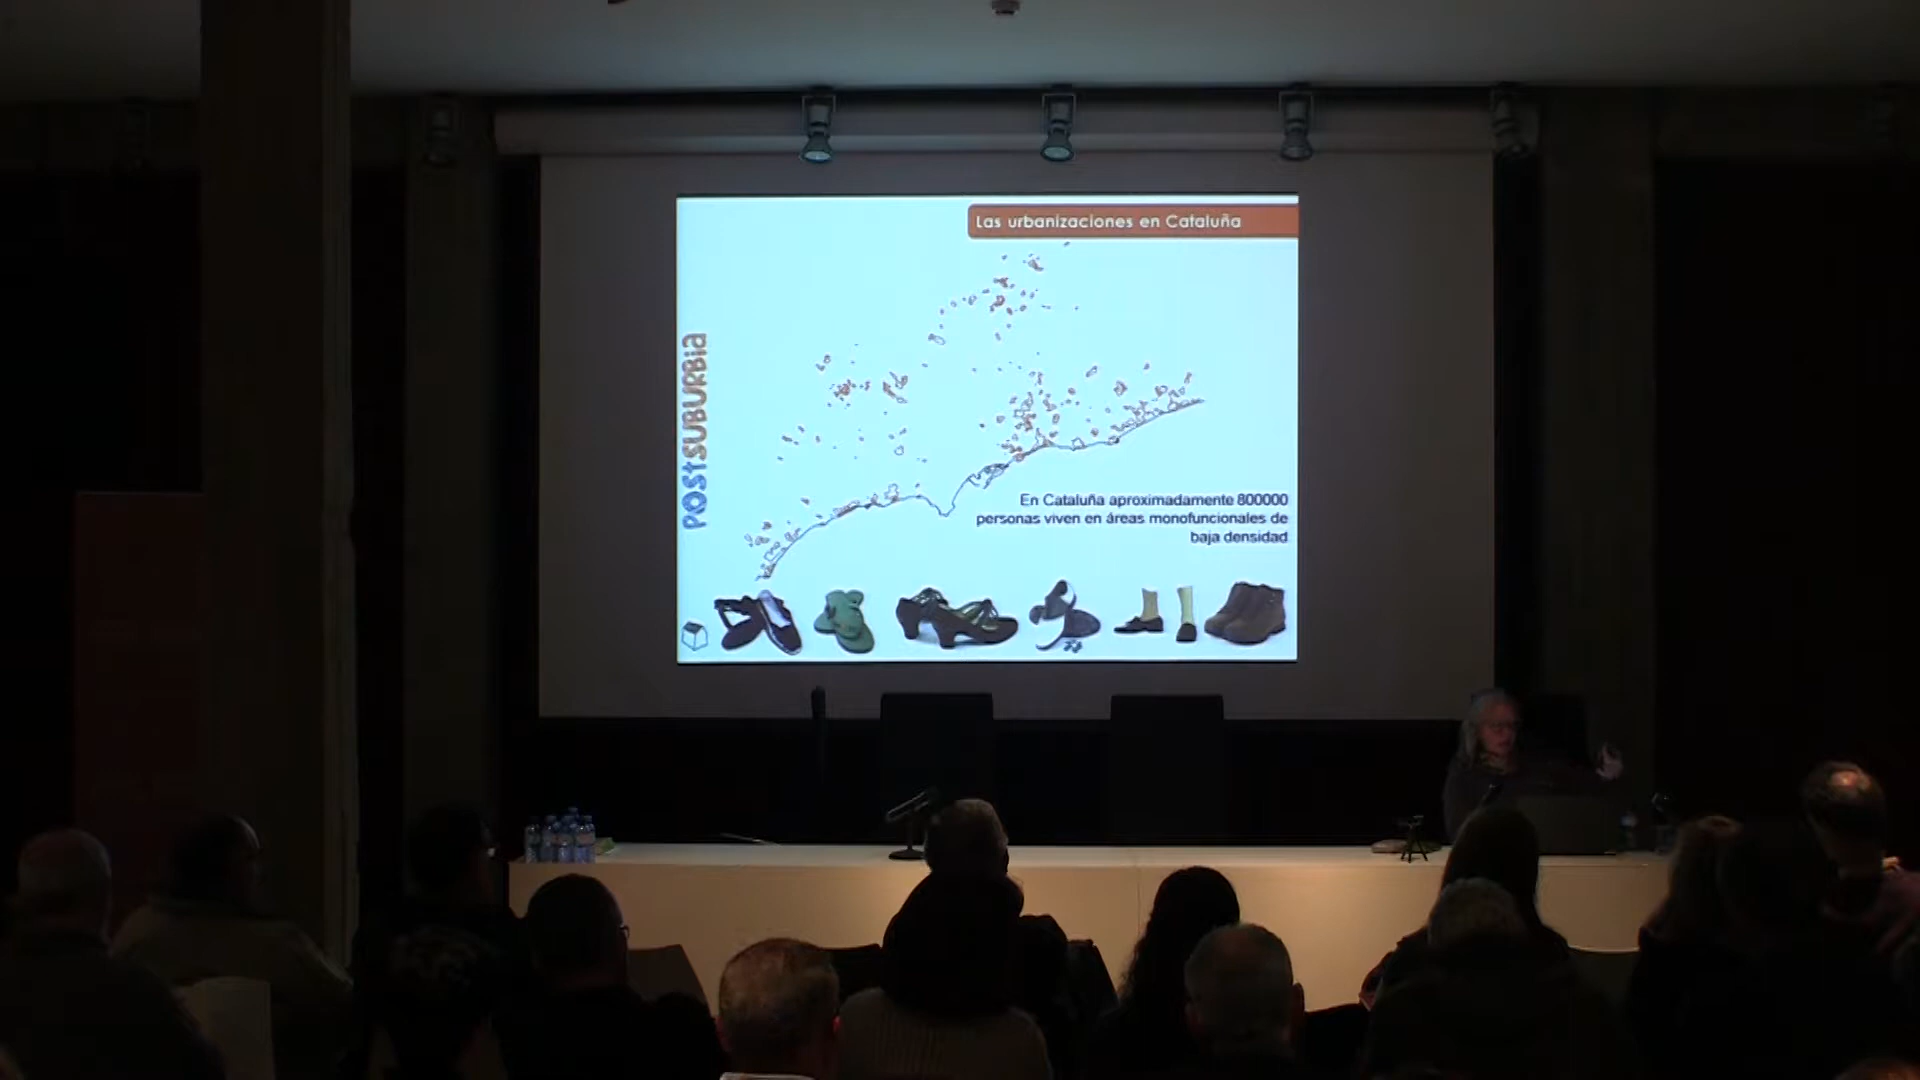 Las urbanizaciones en Cataluña
POStSUBURBia
En Cataluña aproximadamente 800000
personas viven en áreas monofuncionales de
baja densidad